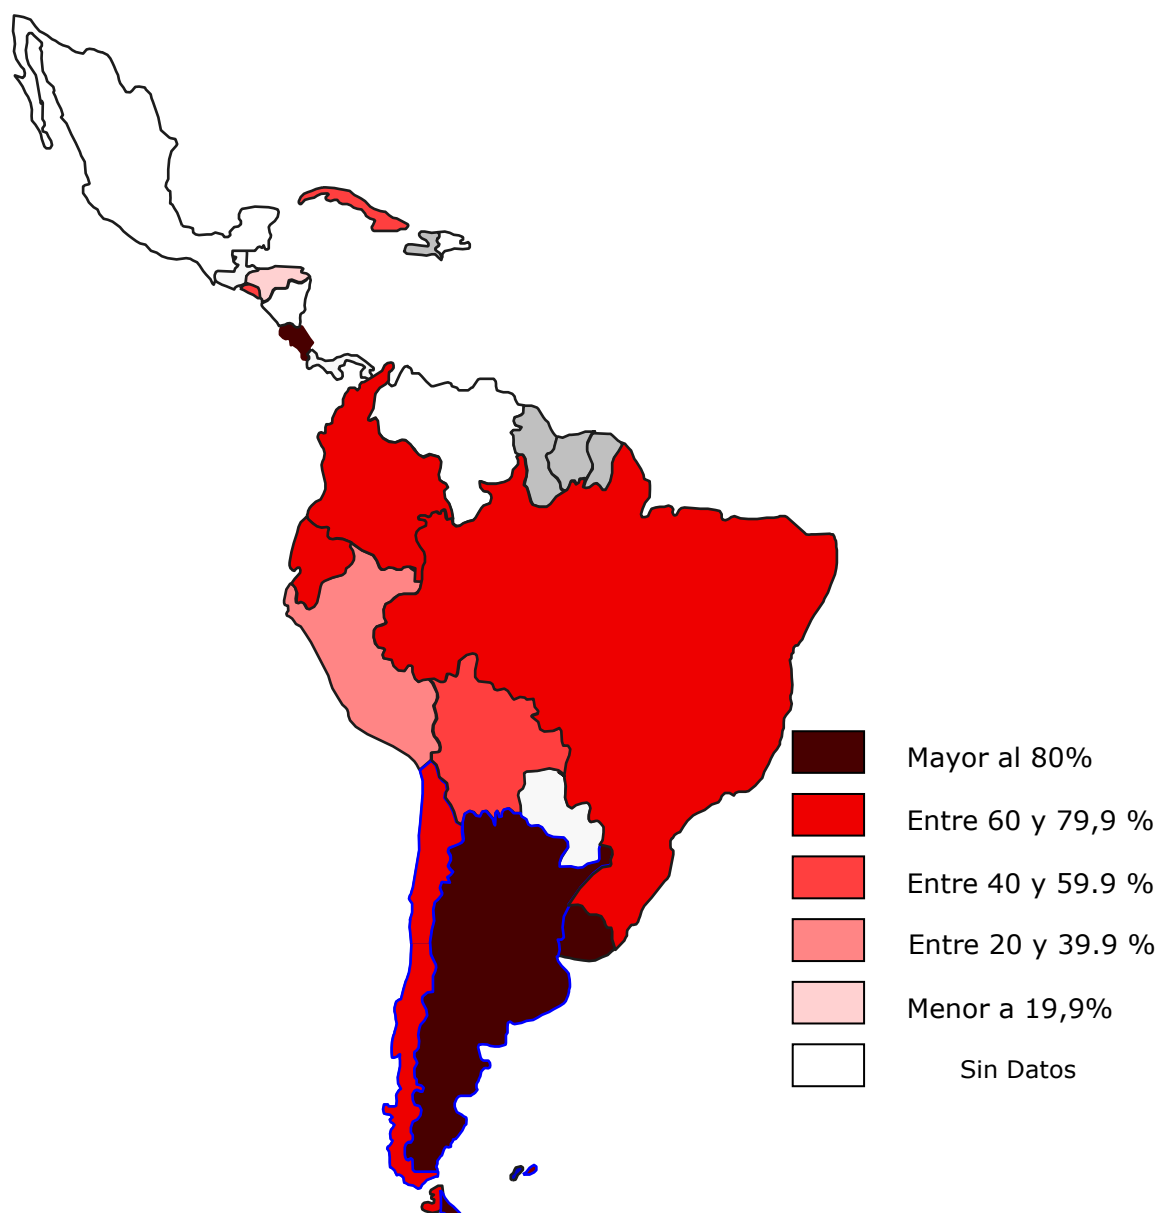 Mayor al 80%
Entre 60 y 79,9 %
Entre 40 y 59.9 %
Entre 20 y 39.9 %
Menor a 19,9%
Sin Datos